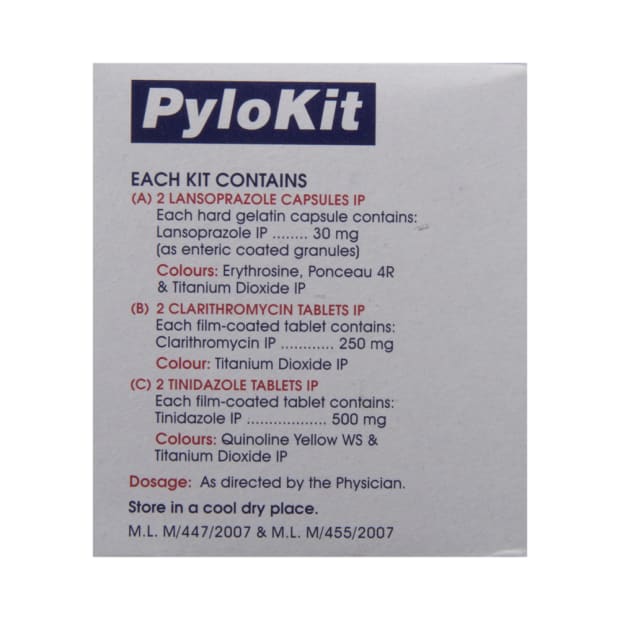 PyloKit
EACH KIT CONTAINS
(A) 2 LANSOPRAZOLE CAPSULES IP
Each hard gelatin capsule contains:
Lansoprazole IP ........ 30 mg
(as enteric coated granules)
Colours: Erythrosine, Ponceau 4R
& Titanium Dioxide IP
(B) 2 CLARITHROMYCIN TABLETS IP
Each film-coated tablet contains:
Clarithromycin IP ............ 250 mg
Colour: Titanium Dioxide IP
(C) 2 TINIDAZOLE TABLETS IP
Each film-coated tablet contains:
Tinidazole IP .................. 500 mg
Colours: Quinoline Yellow WS &
Titanium Dioxide IP
Dosage: As directed by the Physician.
Store in a cool dry place.
M.L. M/447/2007 & M.L. M/455/2007